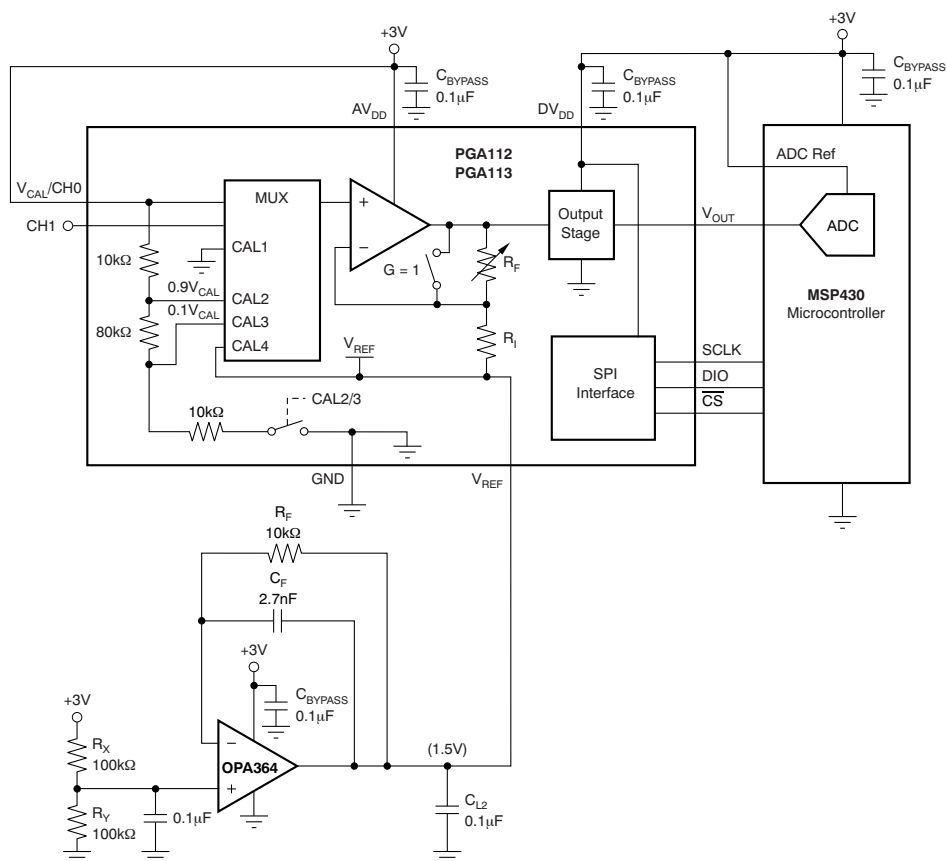 +3V
+3V
CBYPASS
0.1µF
CBYPASS
0.1µF
CBYPASS
0.1µF
AVDD
DVDD
PGA112
PGA113
ADC Ref
VCAL/CH0
MUX
CH1
CAL1
+
−
Output
Stage
VOUT
ADC
10kΩ
G = 1
RF
0.9VCAL
CAL2
0.1VCAL
CAL3
80kΩ
CAL4
MSP430
Microcontroller
VREF
RI
SPI
Interface
SCLK
DIO
CS
10kΩ
CAL2/3
GND
VREF
RF
10kΩ
CF
2.7nF
+3V
CBYPASS
0.1µF
+3V
RX
100kΩ
−
OPA364
+
(1.5V)
RY
100kΩ
0.1µF
CL2
0.1µF